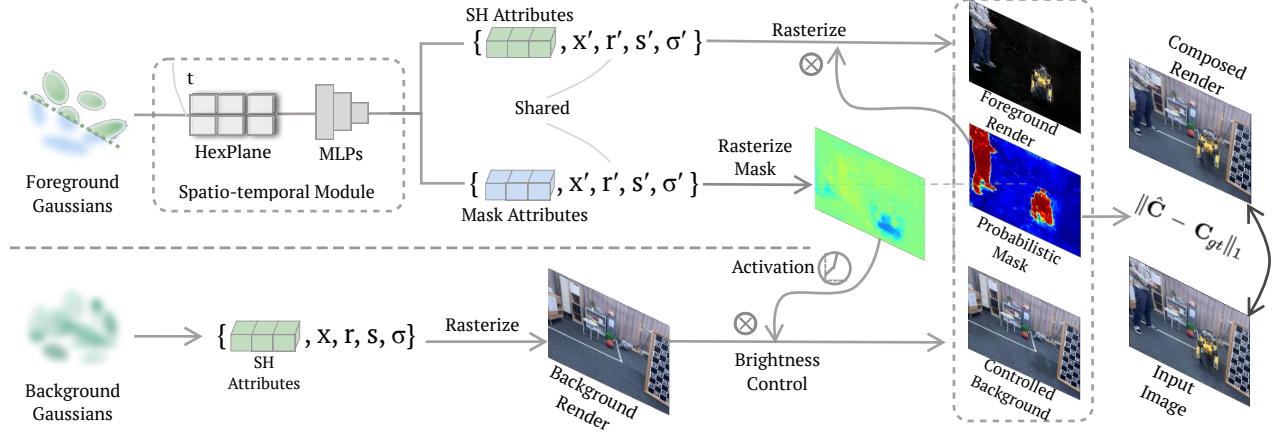 SH Attributes
{ , x′, r′, s′, σ′ }
Rasterize
t
HexPlane
MLPs
Spatio-temporal Module
Foreground
Gaussians
Shared
{ , x′, r′, s′, σ′ }
Mask Attributes
Rasterize
Mask
Foreground
Render
Probabilistic
Mask
Composed
Render
‖Ĉ − C_gt‖₁
Activation
Background
Gaussians
{ , x, r, s, σ}
SH
Attributes
Rasterize
Background
Render
Brightness
Control
Controlled
Background
Input
Image